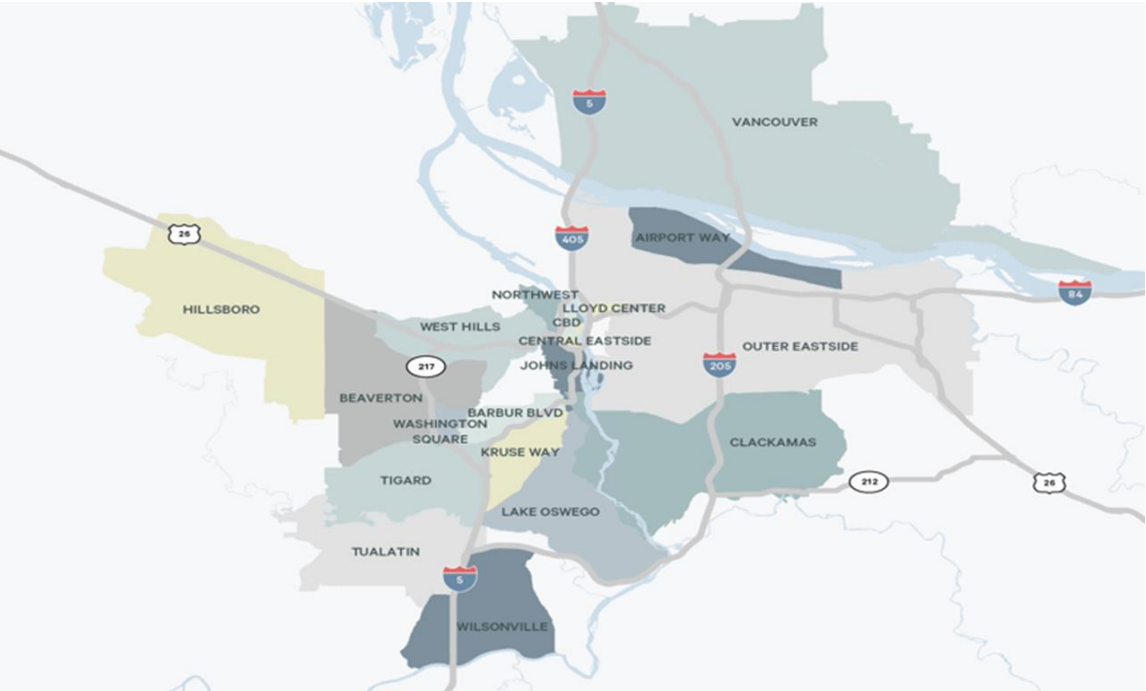 5
VANCOUVER
26
405
AIRPORT WAY
84
NORTHWEST
HILLSBORO
LLOYD CENTER
CBD
WEST HILLS
CENTRAL EASTSIDE
OUTER EASTSIDE
217
JOHNS LANDING
205
BEAVERTON
BARBUR BLVD
WASHINGTON
SQUARE
CLACKAMAS
KRUSE WAY
TIGARD
212
26
LAKE OSWEGO
TUALATIN
5
WILSONVILLE